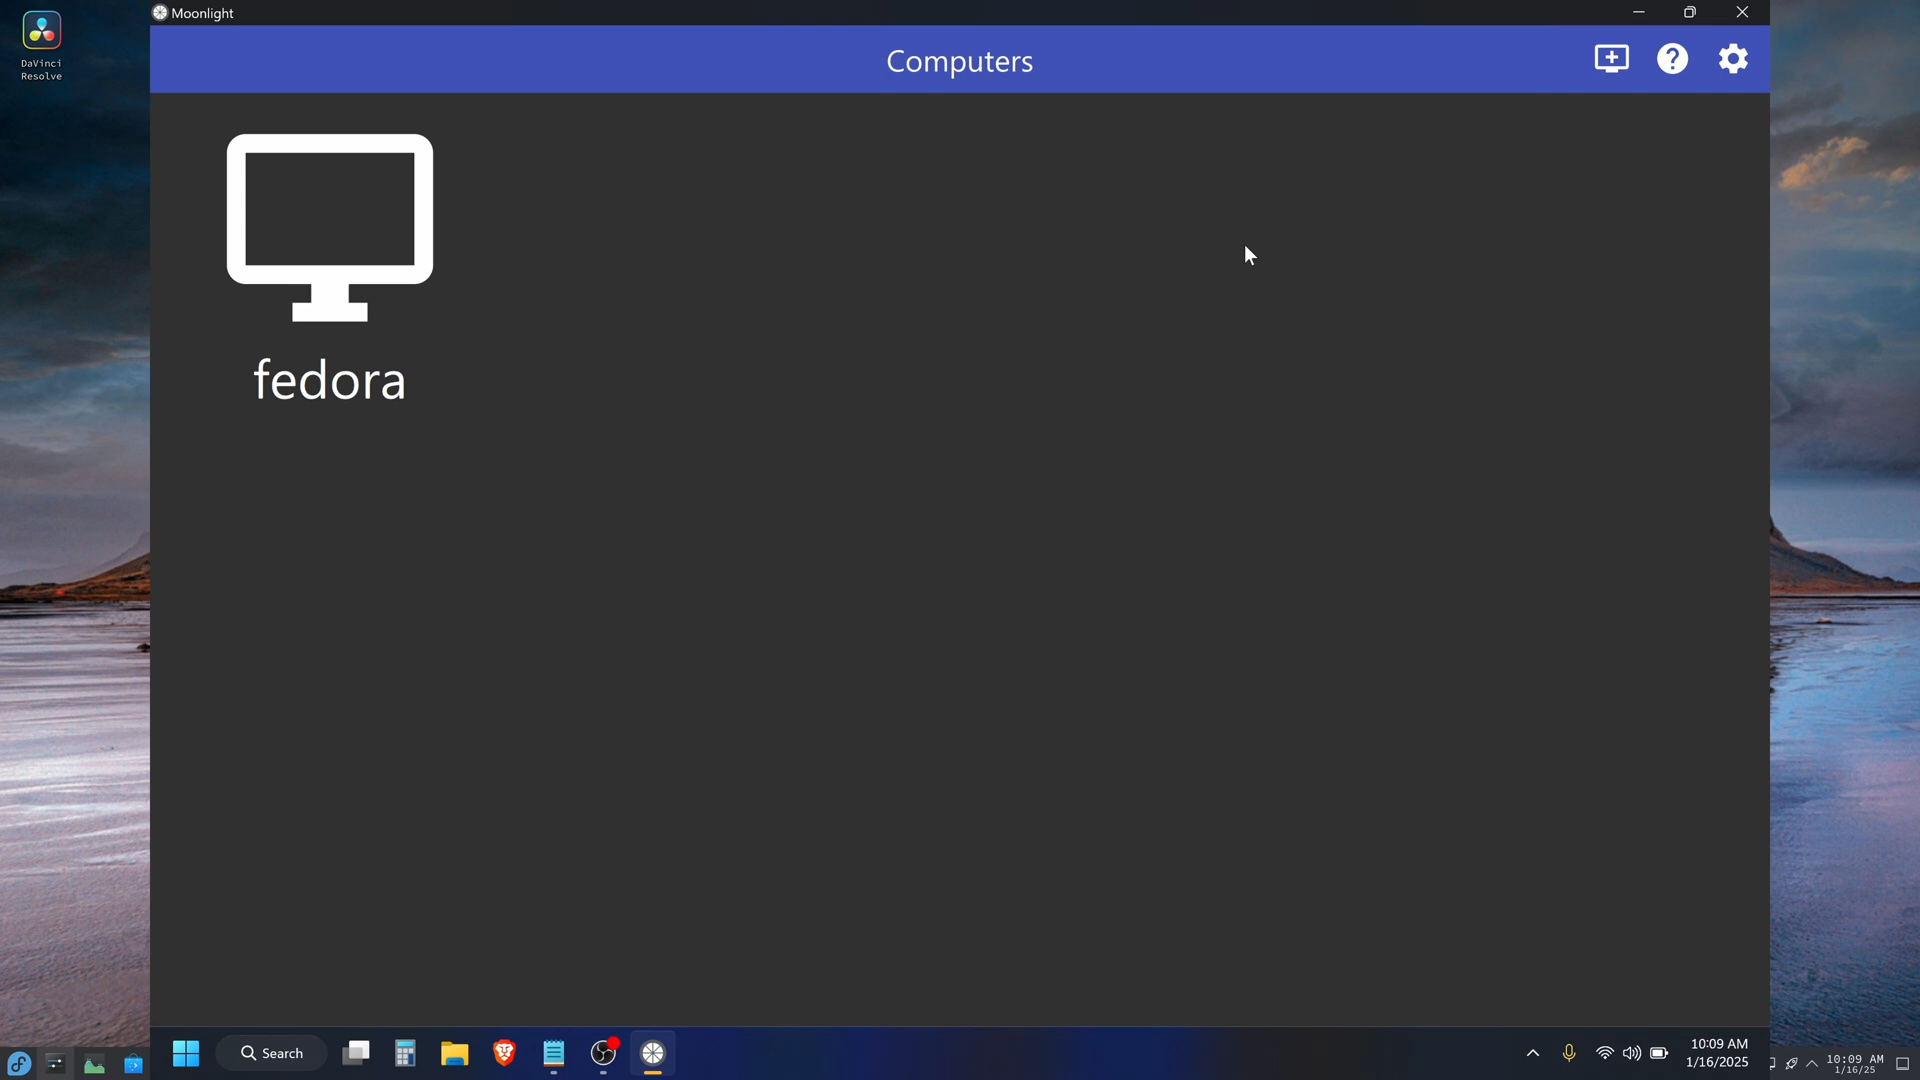 Moonlight
DaVinci
Resolve
Computers
fedora
Search
10:09 AM
1/16/2025
10:09 AM
1/16/25